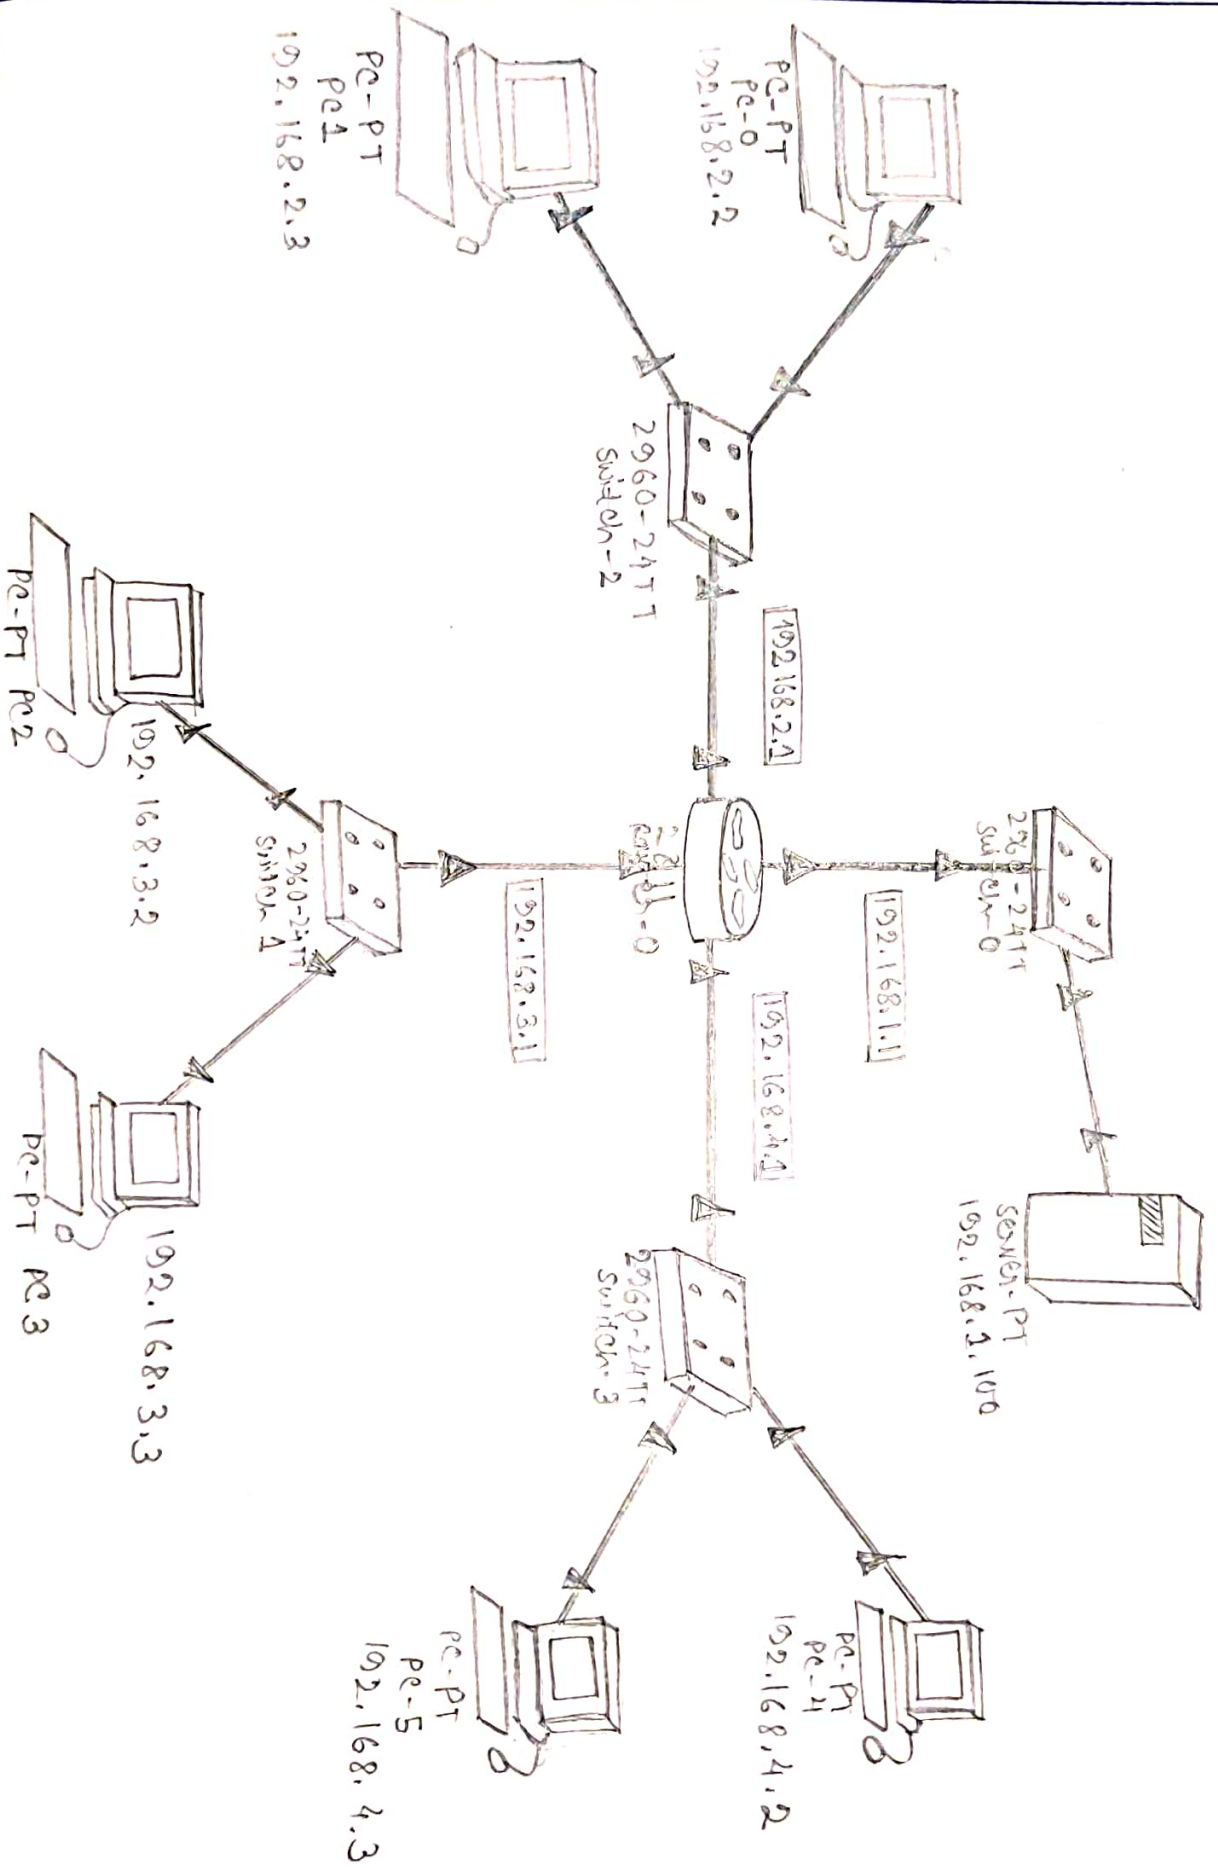 2960-24TT
switch-0
server-PT
192.168.1.100
192.168.1.1
PC-PT
PC-0
192.168.2.2
192.168.2.1
192.168.4.1
PC-PT
PC-4
192.168.4.2
2960-24TT
switch-2
-0
2960-24TT
switch-3
PC-PT
PC1
192.168.2.3
192.168.3.1
PC-PT
PC-5
192.168.4.3
2960-24TT
switch 1
192.168.3.2
192.168.3.3
PC-PT PC2
PC-PT PC3